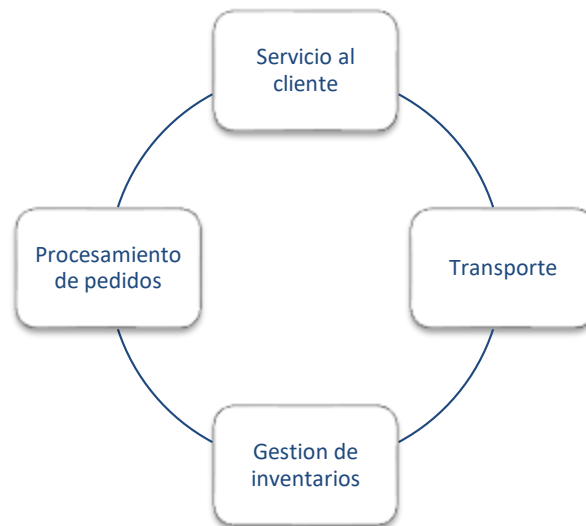 Servicio al
cliente
Procesamiento
de pedidos
Transporte
Gestion de
inventarios